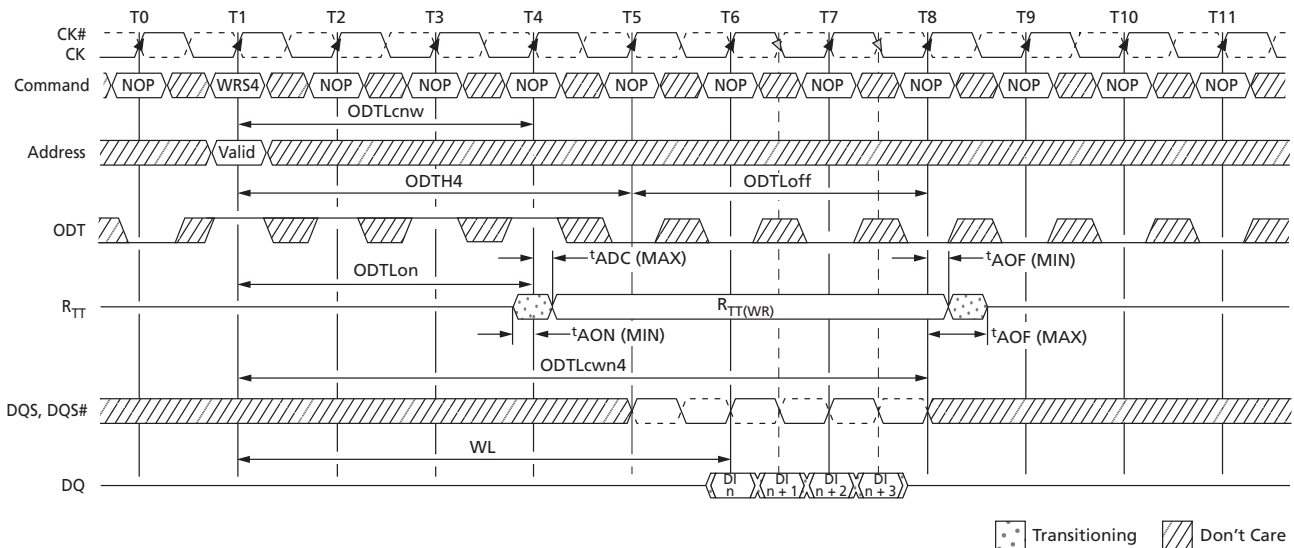 T0 T1 T2 T3 T4 T5 T6 T7 T8 T9 T10 T11
CK#
CK
Command NOP WRS4 NOP NOP NOP NOP NOP NOP NOP NOP NOP NOP
ODTLcnw
Address Valid
ODTH4 ODTLoff
ODT
tADC (MAX) tAOF (MIN)
ODTLon
RTT RTT(WR)
tAON (MIN) tAOF (MAX)
ODTLcwn4
DQS, DQS#
WL
DQ DI n DI n + 1 DI n + 2 DI n + 3
Transitioning Don't Care